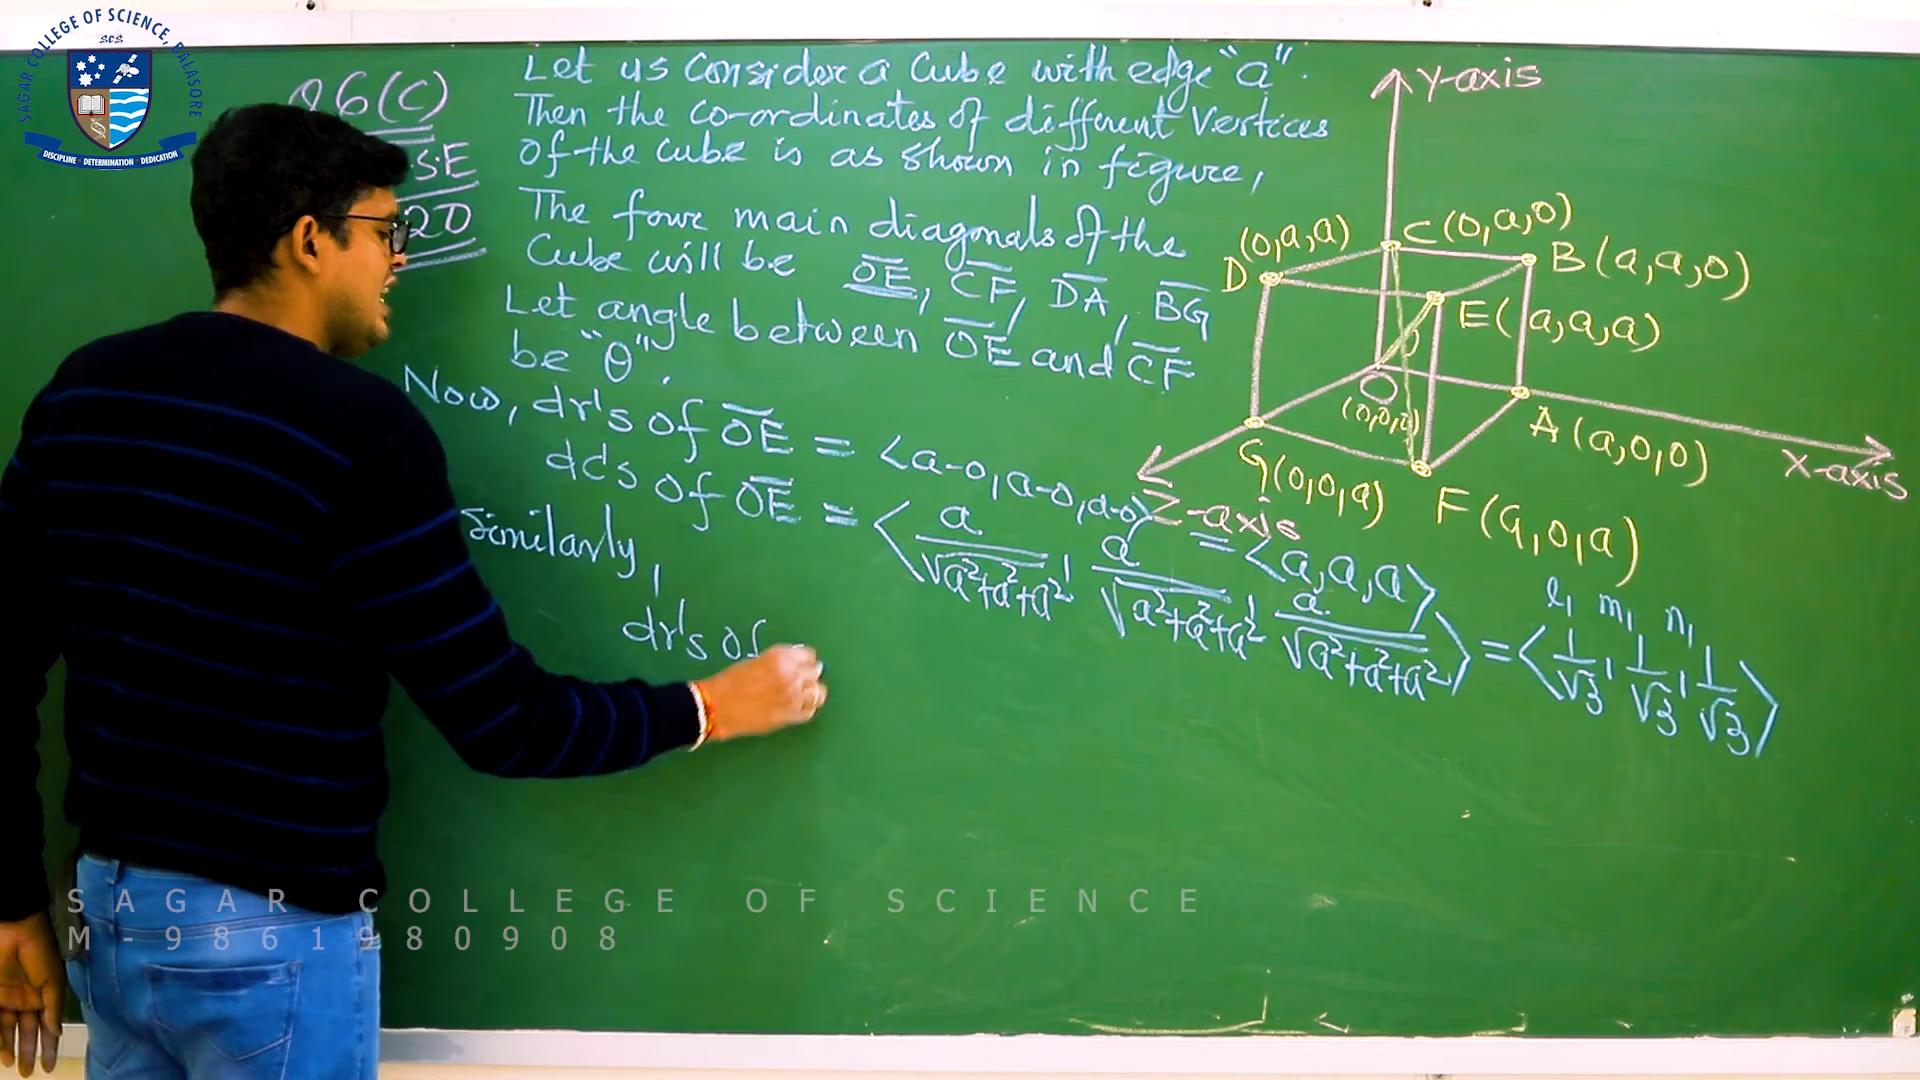 SAGAR COLLEGE OF SCIENCE, BALASORE
SCS
DISCIPLINE - DETERMINATION - DEDICATION
Q6(C)
Let us Consider a Cube with edge "a".
Then the co-ordinates of different Vertices
of the cube is as shown in figure,
The four main diagonals of the
Cube will be OE, CF, DA, BG
Let angle between OE and CF
be "θ".
Now, dr's of OE = <a-0, a-0, a-0> = <a, a, a>
dc's of OE = < a/√a²+a²+a², a/√a²+a²+a², a/√a²+a²+a² > = < 1/√3, 1/√3, 1/√3 >
l₁ m₁ n₁
Similarly,
dr's of
Y-axis
C(0,a,0)
(0,a,a)
D
B(a,a,0)
E(a,a,a)
O
(0,0,0)
A(a,0,0)
X-axis
G(0,0,a)
F(a,0,a)
Z-axis
SAGAR COLLEGE OF SCIENCE
M-9861980908